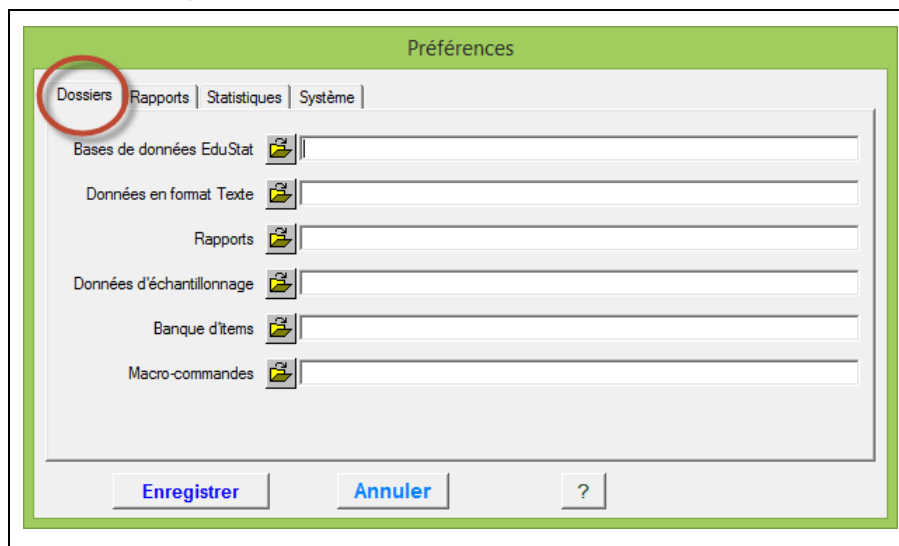 Préférences
Dossiers Rapports Statistiques Système
Bases de données EduStat
Données en format Texte
Rapports
Données d'échantillonnage
Banque d'items
Macro-commandes
Enregistrer Annuler ?